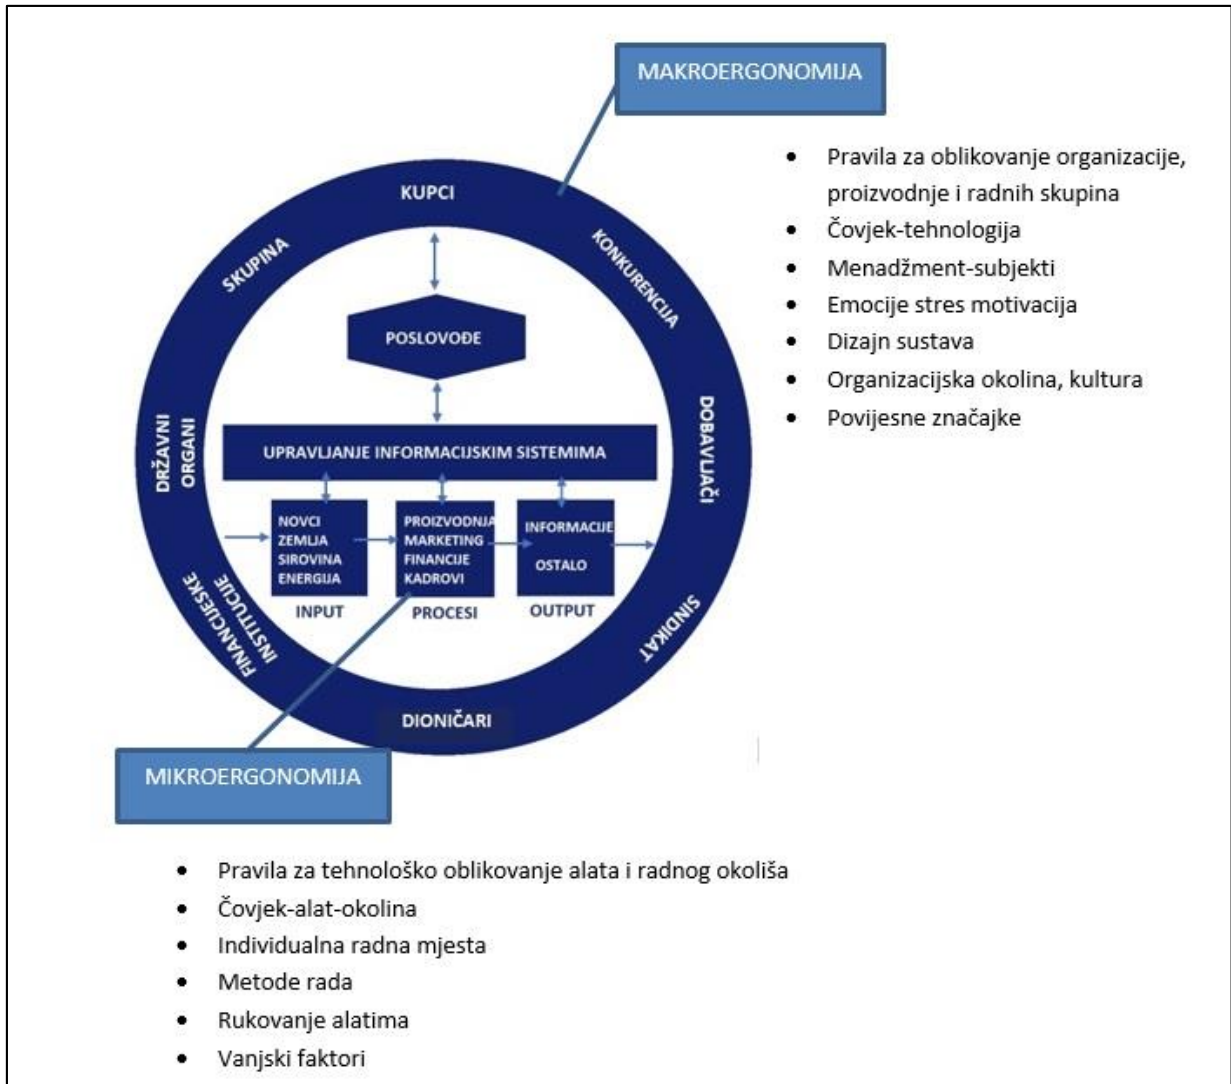 MAKROERGONOMIJA
• Pravila za oblikovanje organizacije,
proizvodnje i radnih skupina
• Čovjek-tehnologija
• Menadžment-subjekti
• Emocije stres motivacija
• Dizajn sustava
• Organizacijska okolina, kultura
• Povijesne značajke
KUPCI
KONKURENCIJA
DOBAVLJAČI
SINDIKAT
DIONIČARI
FINANCIJESKE
INSTITUCIJE
DRŽAVNI
ORGANI
SKUPINA
POSLOVOĐE
UPRAVLJANJE INFORMACIJSKIM SISTEMIMA
NOVCI
ZEMLJA
SIROVINA
ENERGIJA
INPUT
PROIZVODNJA
MARKETING
FINANCIJE
KADROVI
PROCESI
INFORMACIJE
OSTALO
OUTPUT
MIKROERGONOMIJA
• Pravila za tehnološko oblikovanje alata i radnog okoliša
• Čovjek-alat-okolina
• Individualna radna mjesta
• Metode rada
• Rukovanje alatima
• Vanjski faktori